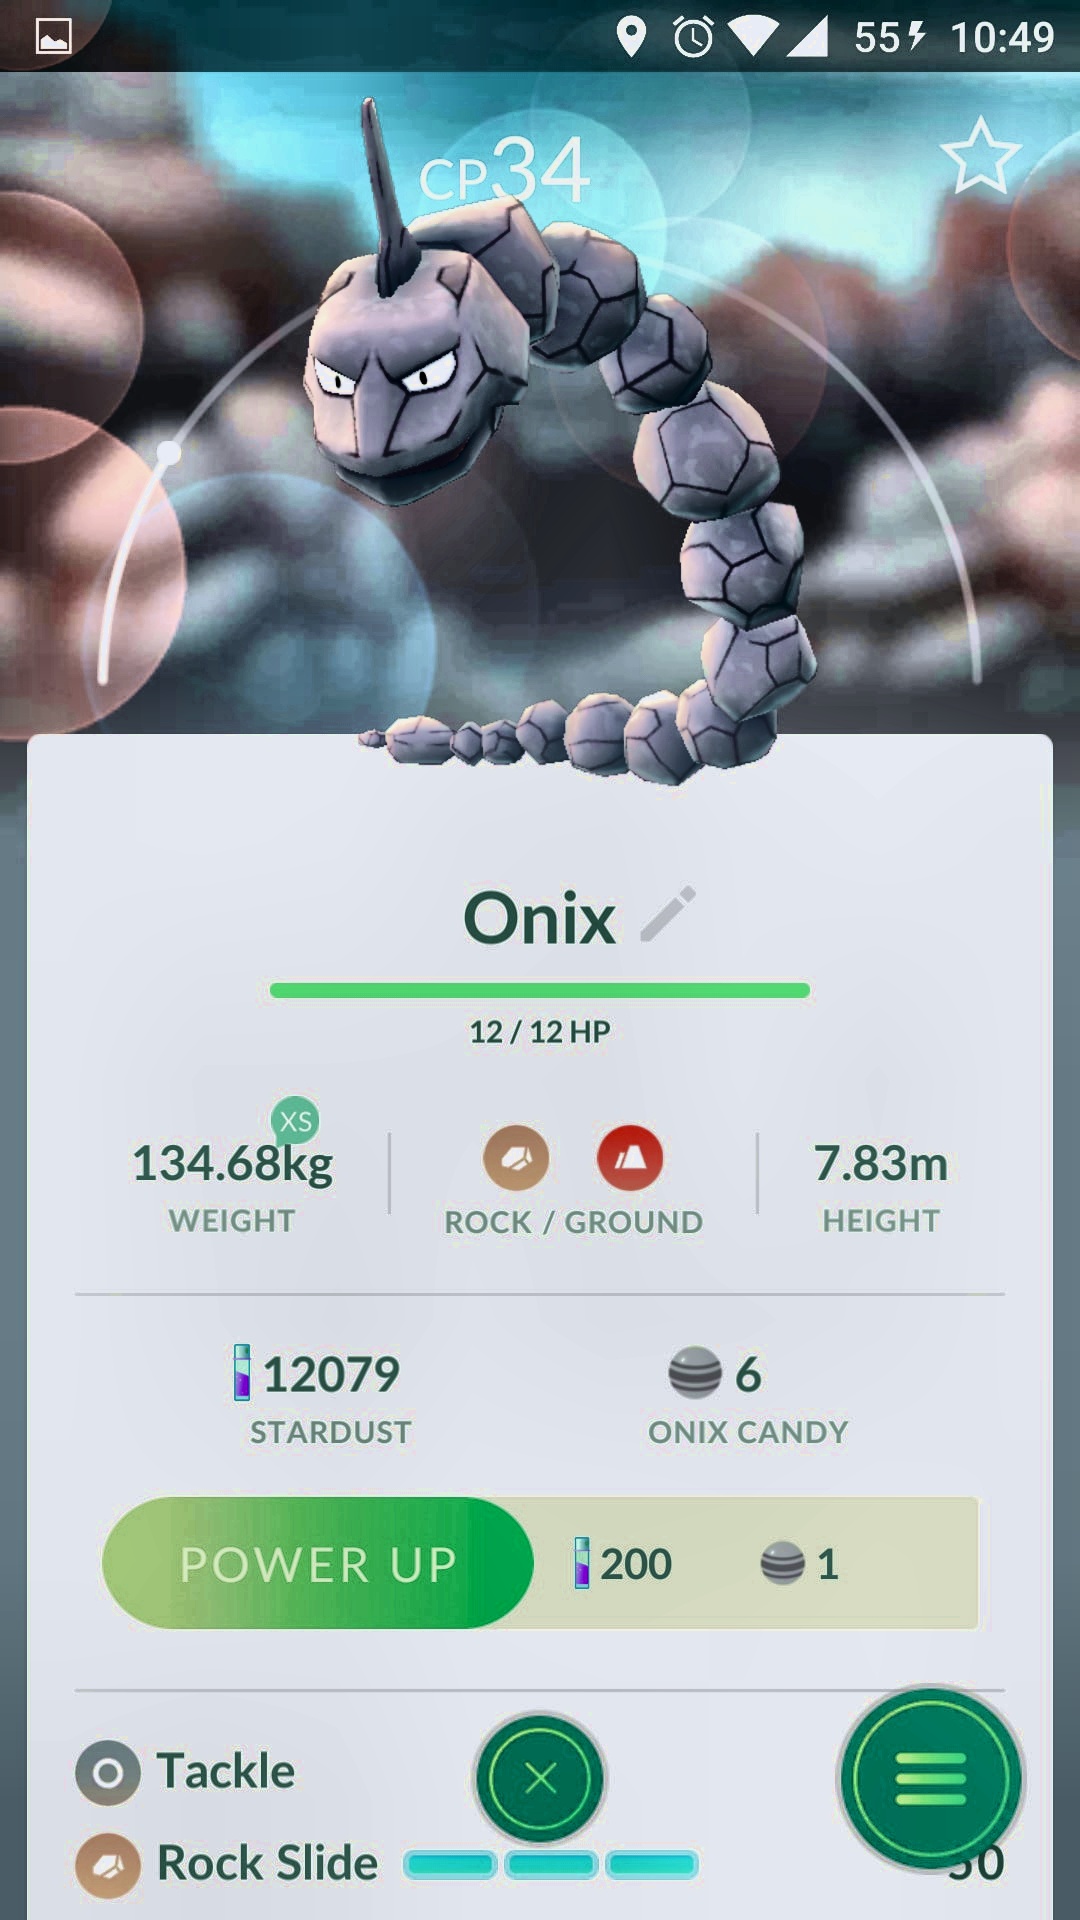 55 10:49
CP34
Onix
12 / 12 HP
XS
134.68kg 7.83m
WEIGHT ROCK / GROUND HEIGHT
12079 6
STARDUST ONIX CANDY
POWER UP 200 1
Tackle
Rock Slide